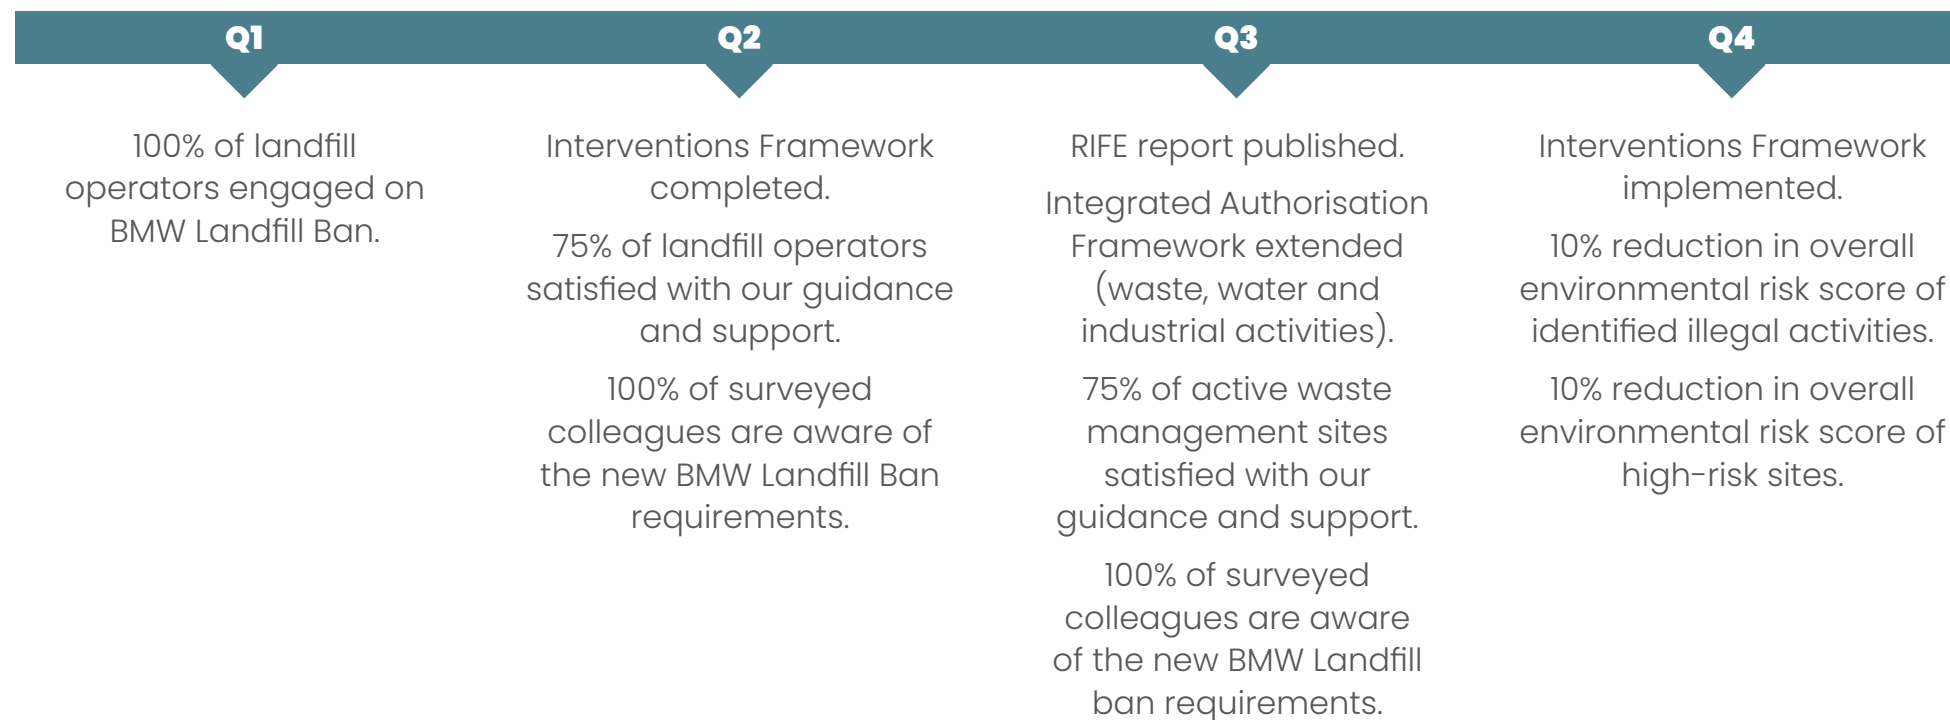 Q1
100% of landfill
operators engaged on
BMW Landfill Ban.
Q2
Interventions Framework
completed.
75% of landfill operators
satisfied with our guidance
and support.
100% of surveyed
colleagues are aware of
the new BMW Landfill Ban
requirements.
Q3
RIFE report published.
Integrated Authorisation
Framework extended
(waste, water and
industrial activities).
75% of active waste
management sites
satisfied with our
guidance and support.
100% of surveyed
colleagues are aware
of the new BMW Landfill
ban requirements.
Q4
Interventions Framework
implemented.
10% reduction in overall
environmental risk score of
identified illegal activities.
10% reduction in overall
environmental risk score of
high-risk sites.